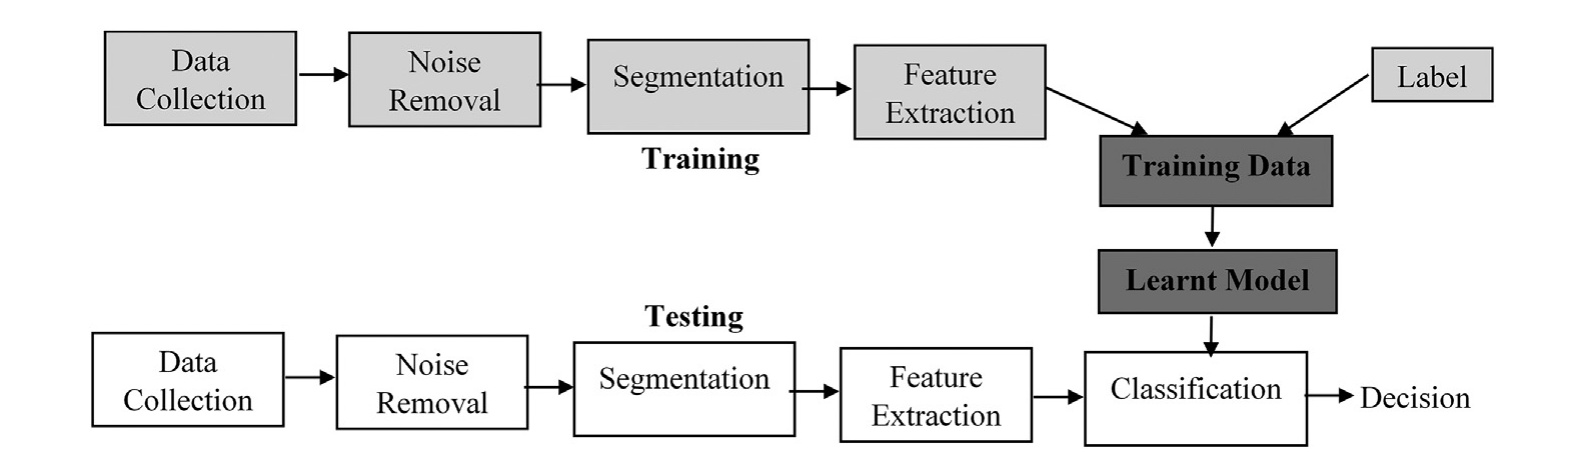 Data
Collection
Noise
Removal
Segmentation
Feature
Extraction
Label
Training
Training Data
Learnt Model
Testing
Data
Collection
Noise
Removal
Segmentation
Feature
Extraction
Classification
Decision